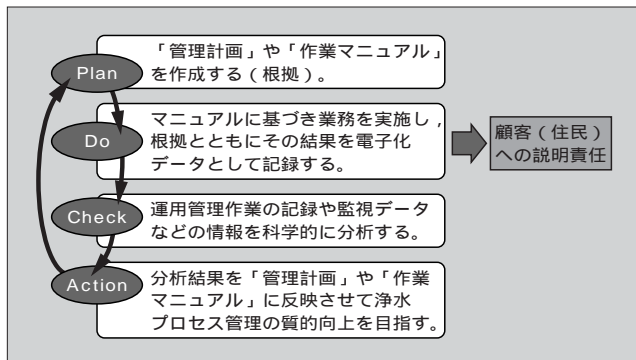 Plan
「管理計画」や「作業マニュアル」
を作成する（根拠）。
Do
マニュアルに基づき業務を実施し，
根拠とともにその結果を電子化
データとして記録する。
顧客（住民）
への説明責任
Check
運用管理作業の記録や監視データ
などの情報を科学的に分析する。
Action
分析結果を「管理計画」や「作業
マニュアル」に反映させて浄水
プロセス管理の質的向上を目指す。